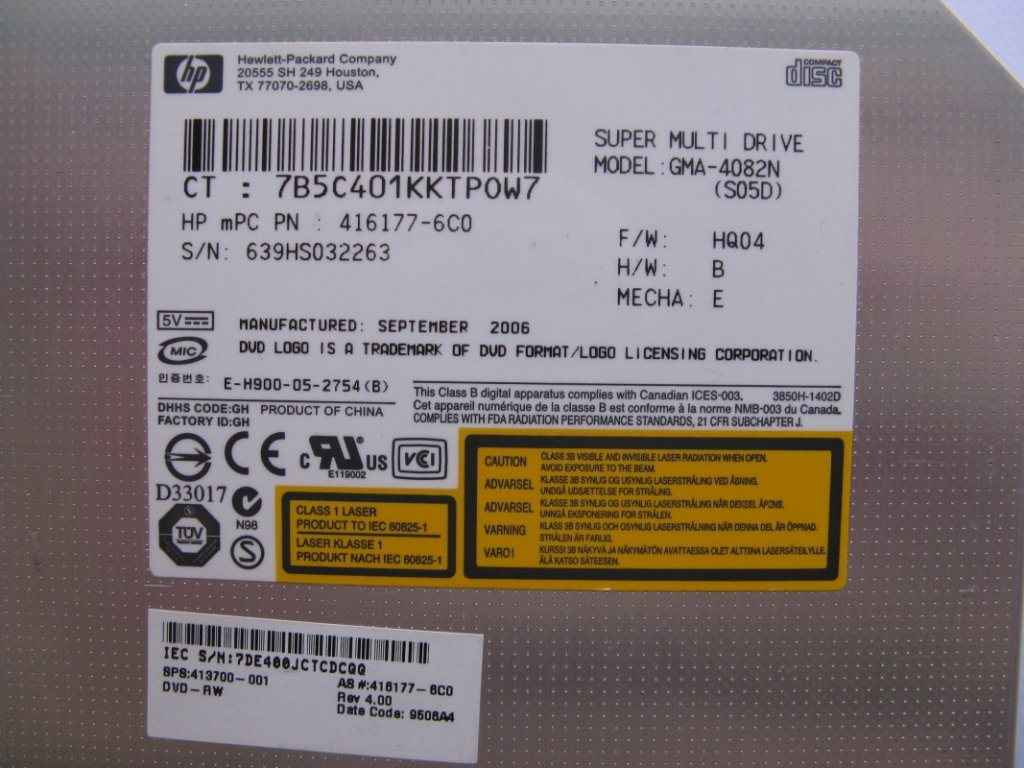 hp
Hewlett-Packard Company
20555 SH 249 Houston,
TX 77070-2698, USA
COMPACT
disc
CT : 7B5C401KKTP0W7
HP mPC PN : 416177-6C0
S/N: 639HS032263
SUPER MULTI DRIVE
MODEL:GMA-4082N
(S05D)
F/W: HQ04
H/W: B
MECHA: E
5V
MIC
MANUFACTURED: SEPTEMBER 2006
DVD LOGO IS A TRADEMARK OF DVD FORMAT/LOGO LICENSING CORPORATION.
인증번호: E-H900-05-2754(B)
DHHS CODE:GH PRODUCT OF CHINA
FACTORY ID:GH
This Class B digital apparatus complies with Canadian ICES-003. 3850H-1402D
Cet appareil numérique de la classe B est conforme à la norme NMB-003 du Canada.
COMPLIES WITH FDA RADIATION PERFORMANCE STANDARDS, 21 CFR SUBCHAPTER J.
CE
c RU US
E119002
VCI
D33017
N98
S
TÜV
S
CLASS 1 LASER
PRODUCT TO IEC 60825-1
LASER KLASSE 1
PRODUKT NACH IEC 60825-1
CAUTION CLASS 3B VISIBLE AND INVISIBLE LASER RADIATION WHEN OPEN.
AVOID EXPOSURE TO THE BEAM.
ADVARSEL KLASSE 3B SYNLIG OG USYNLIG LASERSTRÅLING VED ÅBNING.
UNDGÅ UDSÆTTELSE FOR STRÅLING.
ADVARSEL KLASSE 3B SYNLIG OG USYNLIG LASERSTRÅLING NÅR DEKSEL ÅPNS.
UNNGÅ EKSPONERING FOR STRÅLEN.
VARNING KLASS 3B SYNLIG OCH OSYNLIG LASERSTRÅLNING NÄR DENNA DEL ÄR ÖPPNAD.
STRÅLEN ÄR FARLIG.
VARO! KURSSI 3B NÄKYVÄ JA NÄKYMÄTÖN AVATTAESSA OLET ALTTIINA LASERSÄTEILYLLE.
ÄLÄ KATSO SÄTEESEEN.
IEC S/N:7DE400JCTCDCQQ
SPS:413700-001
DVD-RW
AS #:416177-6C0
Rev 4.00
Date Code: 9506A4